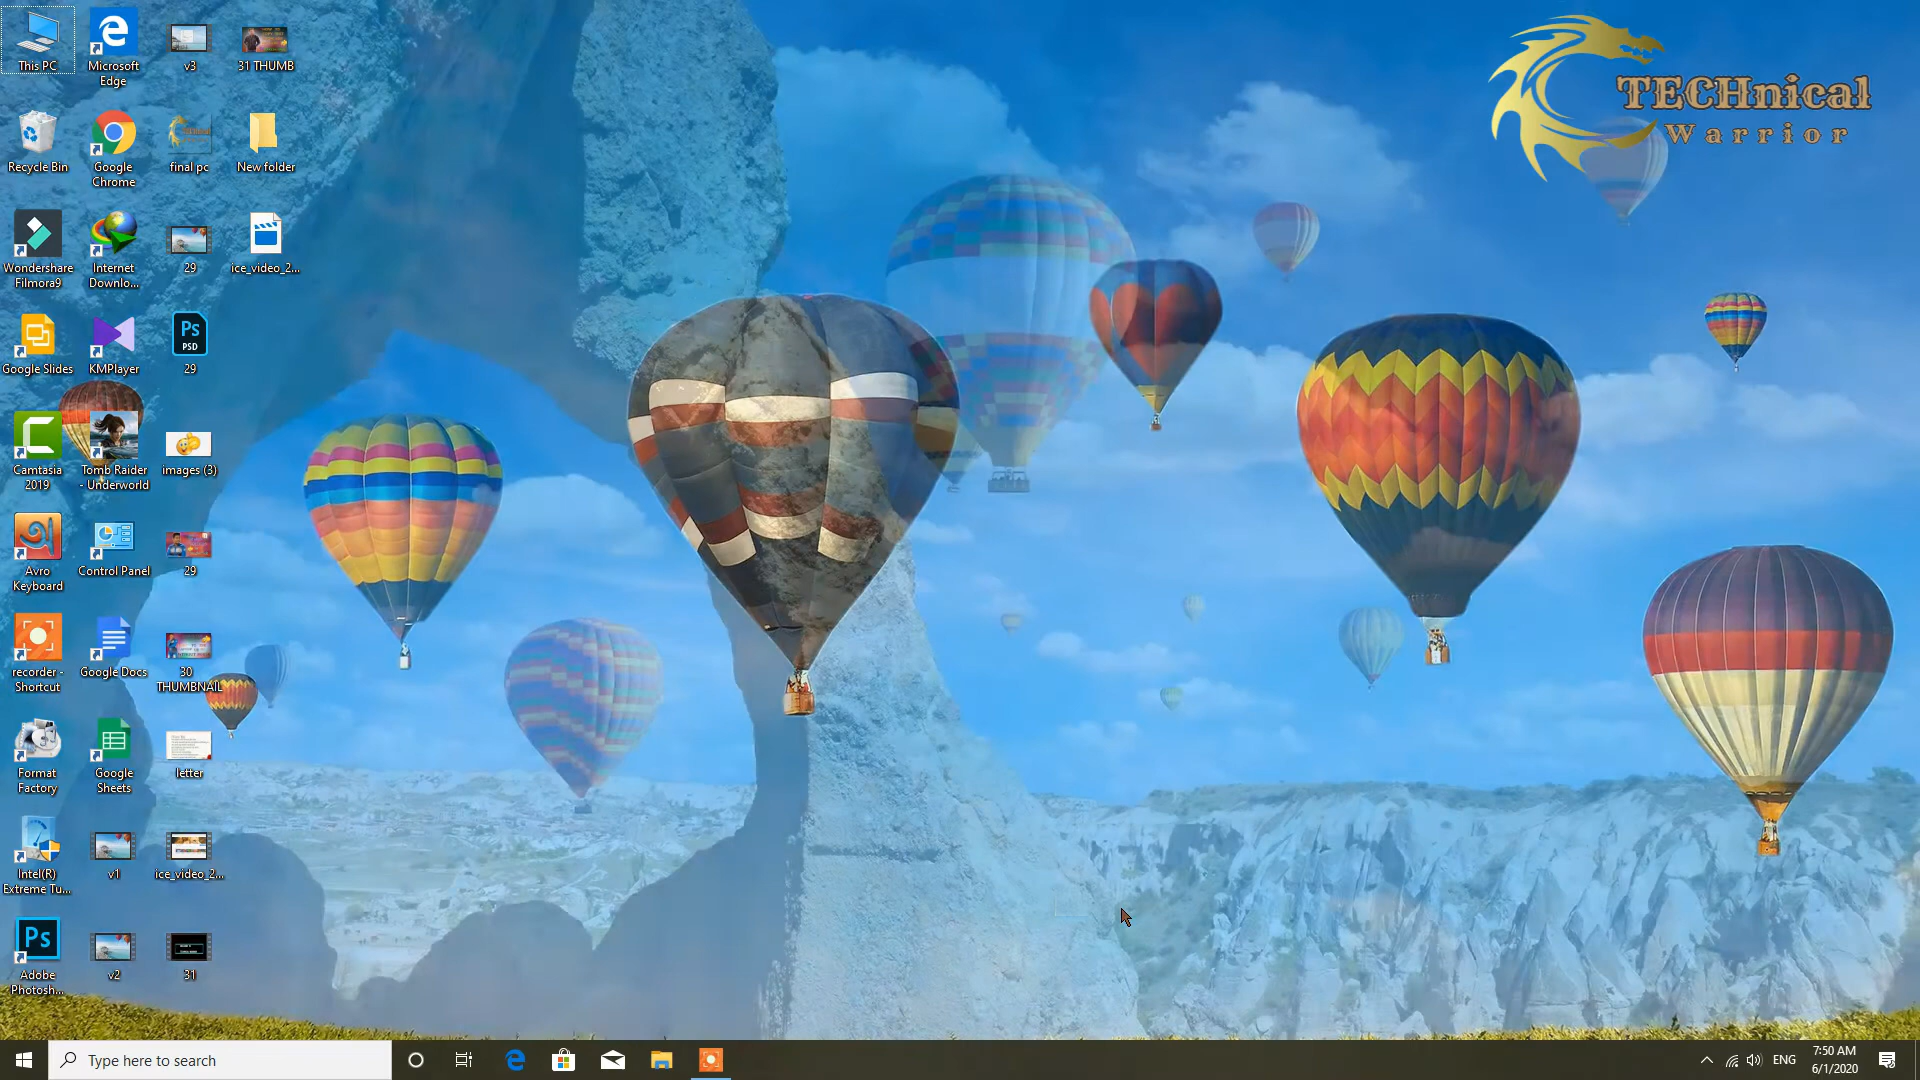 This PC
Microsoft
Edge
v3
31 THUMB
TECHnical
Warrior
Recycle Bin
Google
Chrome
final pc
New folder
Wondershare
Filmora9
Internet
Downlo...
29
ice_video_2...
Google Slides
KMPlayer
Ps
PSD
29
Camtasia
2019
Tomb Raider
- Underworld
images (3)
Avro
Keyboard
Control Panel
29
recorder -
Shortcut
Google Docs
30
THUMBNAIL
Format
Factory
Google
Sheets
letter
Intel(R)
Extreme Tu...
v1
ice_video_2...
Ps
Adobe
Photosh...
v2
31
Type here to search
ENG
7:50 AM
6/1/2020